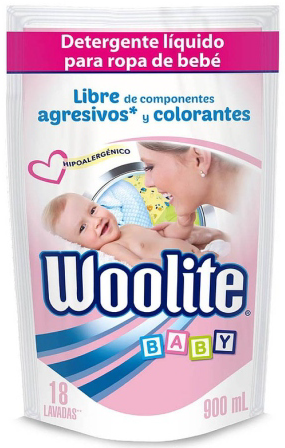 Detergente líquido
para ropa de bebé
Libre de componentes
agresivos* y colorantes
HIPOALERGÉNICO
Woolite®
BABY
18
LAVADAS**
900 mL